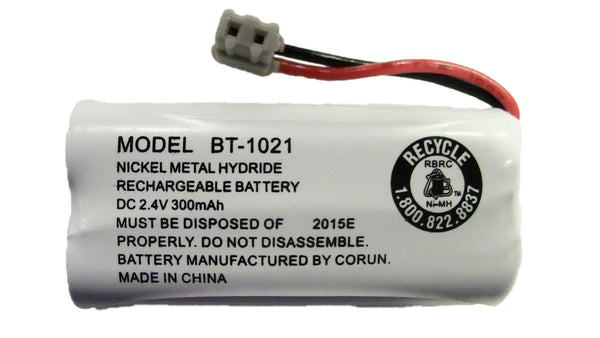 MODEL BT-1021
NICKEL METAL HYDRIDE
RECHARGEABLE BATTERY
DC 2.4V 300mAh
MUST BE DISPOSED OF 2015E
PROPERLY. DO NOT DISASSEMBLE.
BATTERY MANUFACTURED BY CORUN.
MADE IN CHINA
RECYCLE
RBRC
TM
Ni-MH
1.800.822.8837